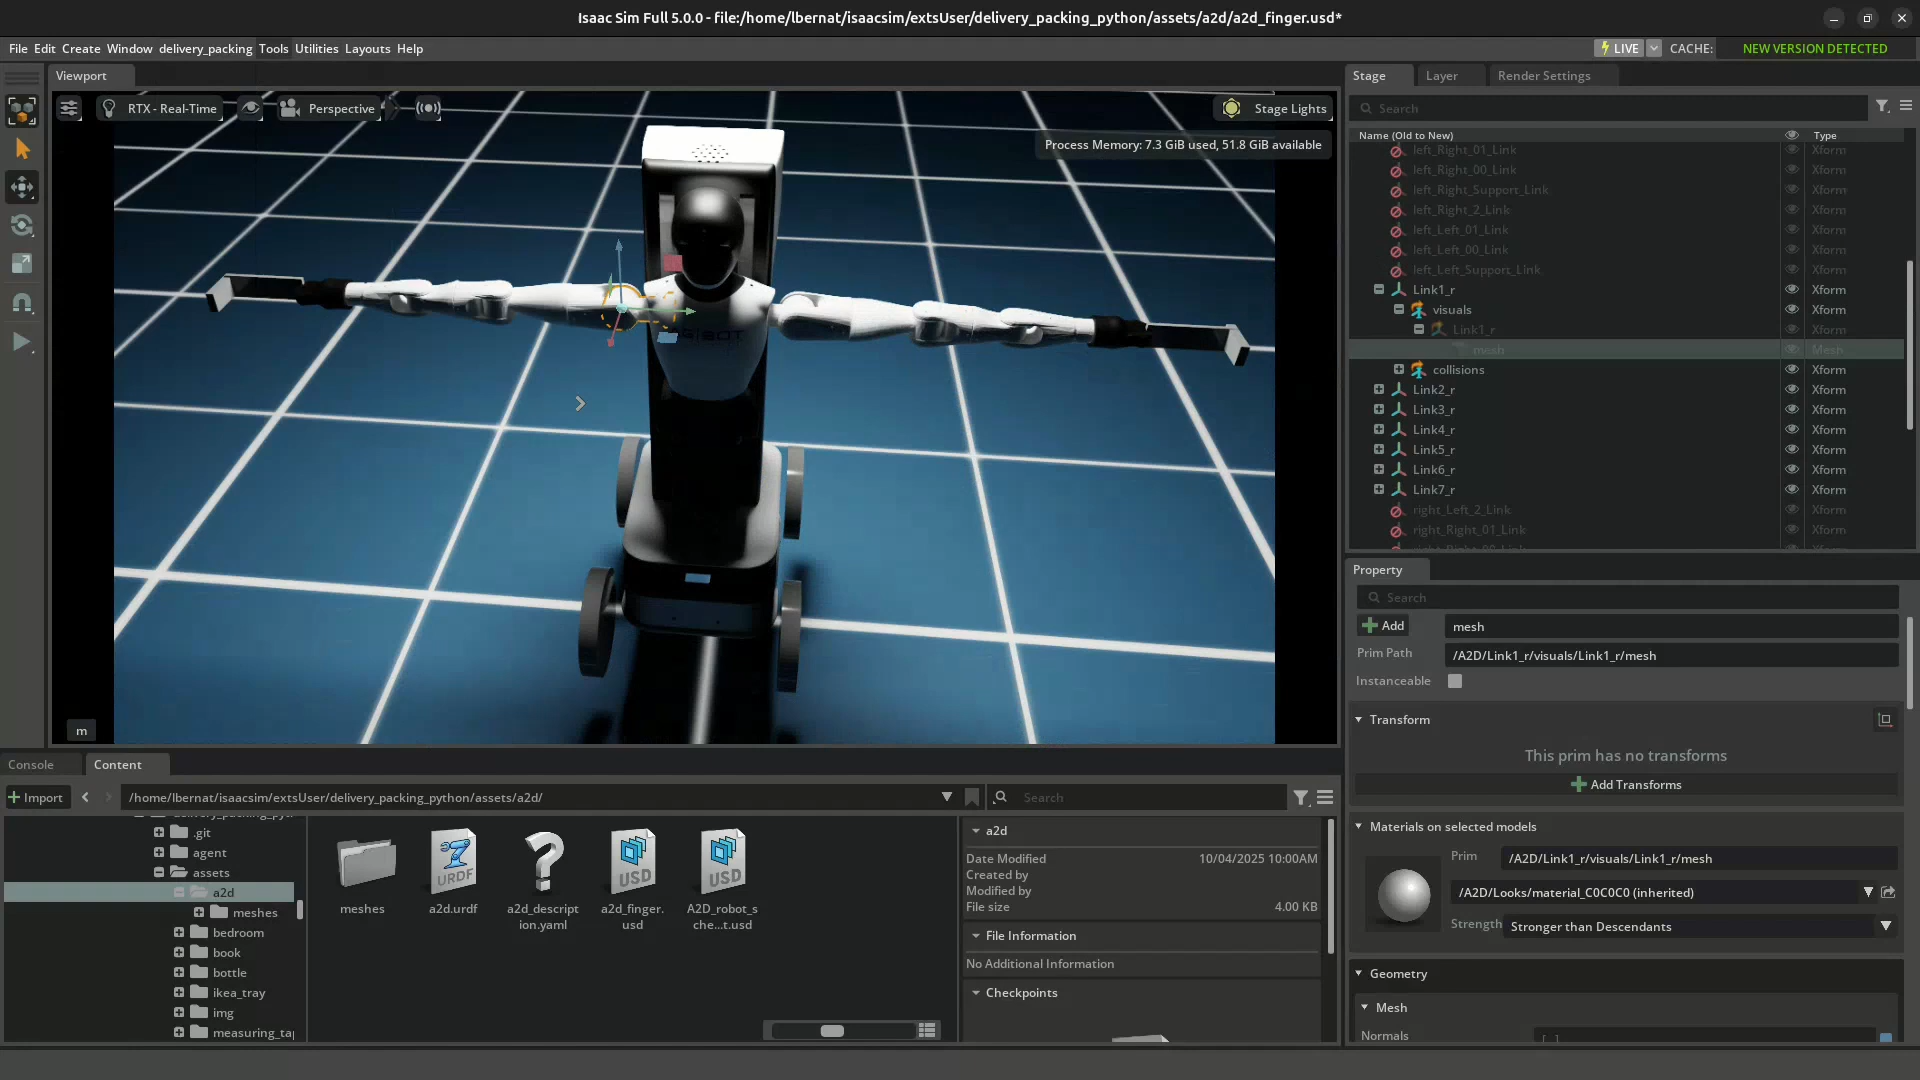 Isaac Sim Full 5.0.0 - file:/home/lbernat/isaacsim/extsUser/delivery_packing_python/assets/a2d/a2d_finger.usd*
File Edit Create Window delivery_packing Tools Utilities Layouts Help
LIVE CACHE: NEW VERSION DETECTED
Viewport
RTX - Real-Time
Perspective
Stage Lights
Process Memory: 7.3 GiB used, 51.8 GiB available
m
Stage Layer Render Settings
Search
Name (Old to New) Type
left_Right_01_Link Xform
left_Right_00_Link Xform
left_Right_Support_Link Xform
left_Right_2_Link Xform
left_Left_01_Link Xform
left_Left_00_Link Xform
left_Left_Support_Link Xform
Link1_r Xform
visuals Xform
Link1_r Xform
mesh Mesh
collisions Xform
Link2_r Xform
Link3_r Xform
Link4_r Xform
Link5_r Xform
Link6_r Xform
Link7_r Xform
right_Left_2_Link Xform
right_Right_01_Link Xform
Property
Search
Add mesh
Prim Path /A2D/Link1_r/visuals/Link1_r/mesh
Instanceable
Transform
This prim has no transforms
Add Transforms
Materials on selected models
Prim /A2D/Link1_r/visuals/Link1_r/mesh
/A2D/Looks/material_C0C0C0 (inherited)
Strength Stronger than Descendants
Geometry
Mesh
Normals [ ]
Console Content
Import /home/lbernat/isaacsim/extsUser/delivery_packing_python/assets/a2d/ Search
.git
agent
assets
a2d
meshes
bedroom
book
bottle
ikea_tray
img
measuring_ta
meshes
URDF
a2d.urdf
a2d_descript
ion.yaml
USD
a2d_finger.
usd
USD
A2D_robot_s
che...t.usd
a2d
Date Modified 10/04/2025 10:00AM
Created by
Modified by
File size 4.00 KB
File Information
No Additional Information
Checkpoints